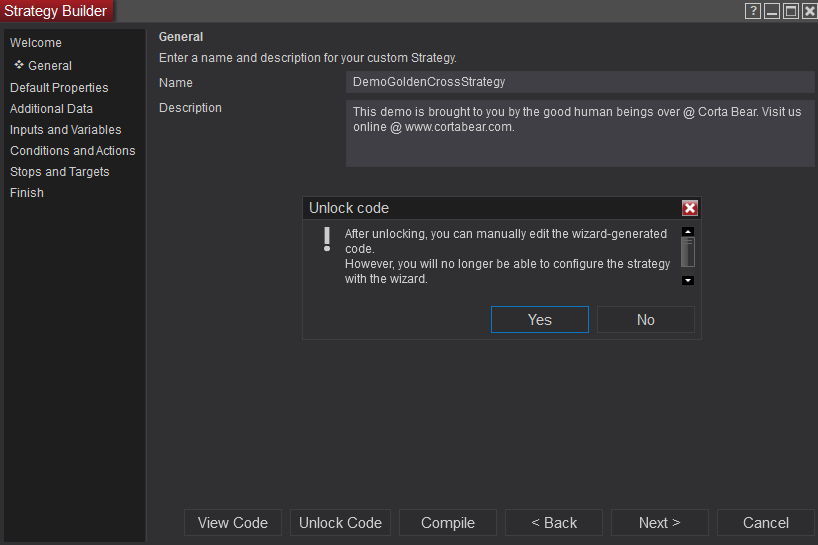 Strategy Builder
?
Welcome
General
Default Properties
Additional Data
Inputs and Variables
Conditions and Actions
Stops and Targets
Finish
General
Enter a name and description for your custom Strategy.
Name
DemoGoldenCrossStrategy
Description
This demo is brought to you by the good human beings over @ Corta Bear. Visit us
online @ www.cortabear.com.
Unlock code
After unlocking, you can manually edit the wizard-generated
code.
However, you will no longer be able to configure the strategy
with the wizard.
Yes
No
View Code
Unlock Code
Compile
< Back
Next >
Cancel